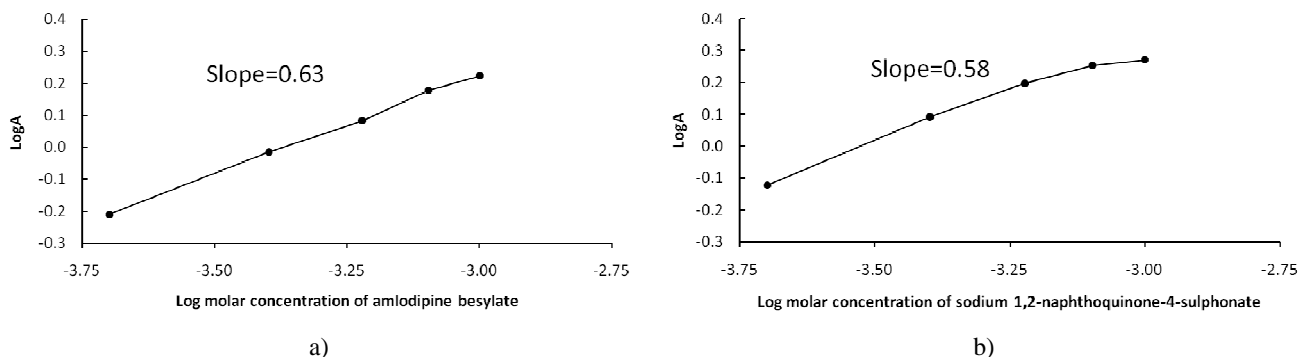 0.4
0.3
0.2
0.1
0.0
-0.1
-0.2
-0.3
LogA
Slope=0.63
-3.75 -3.50 -3.25 -3.00 -2.75
Log molar concentration of amlodipine besylate
a)
0.4
0.3
0.2
0.1
0.0
-0.1
-0.2
-0.3
LogA
Slope=0.58
-3.75 -3.50 -3.25 -3.00 -2.75
Log molar concentration of sodium 1,2-naphthoquinone-4-sulphonate
b)